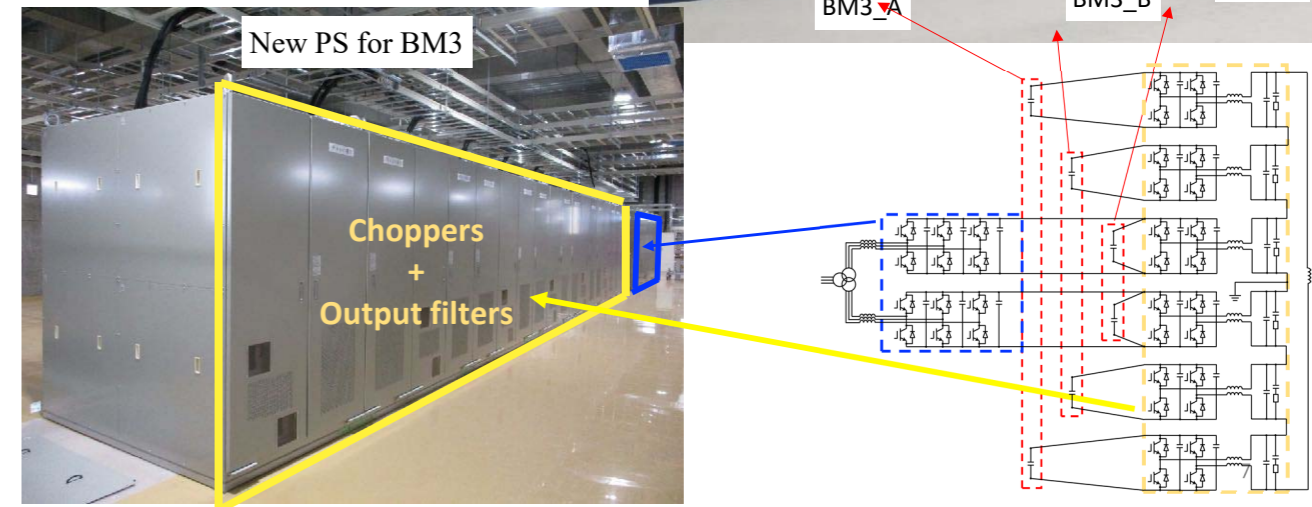 BM3_A
BM3_B
New PS for BM3
Choppers
+
Output filters